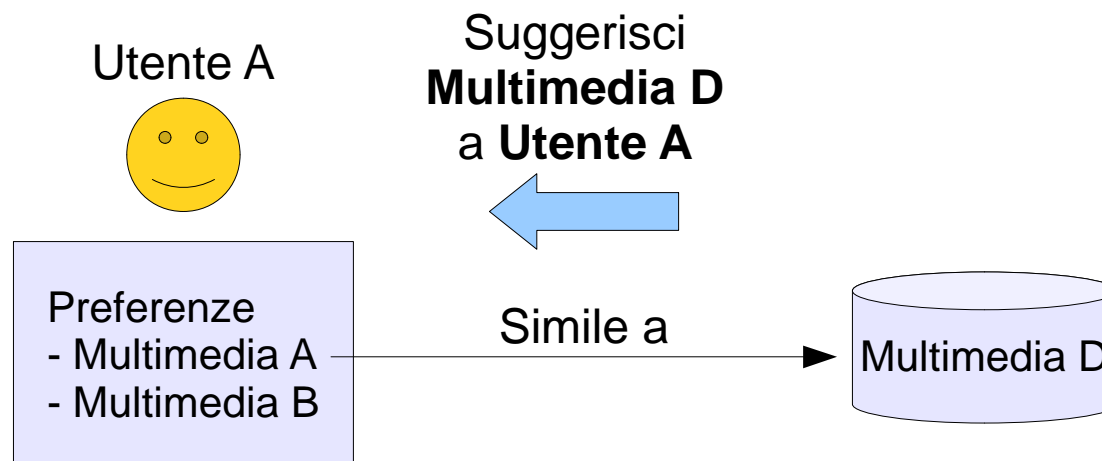 Utente A
Suggerisci
Multimedia D
a Utente A
Preferenze
- Multimedia A
- Multimedia B
Simile a
Multimedia D